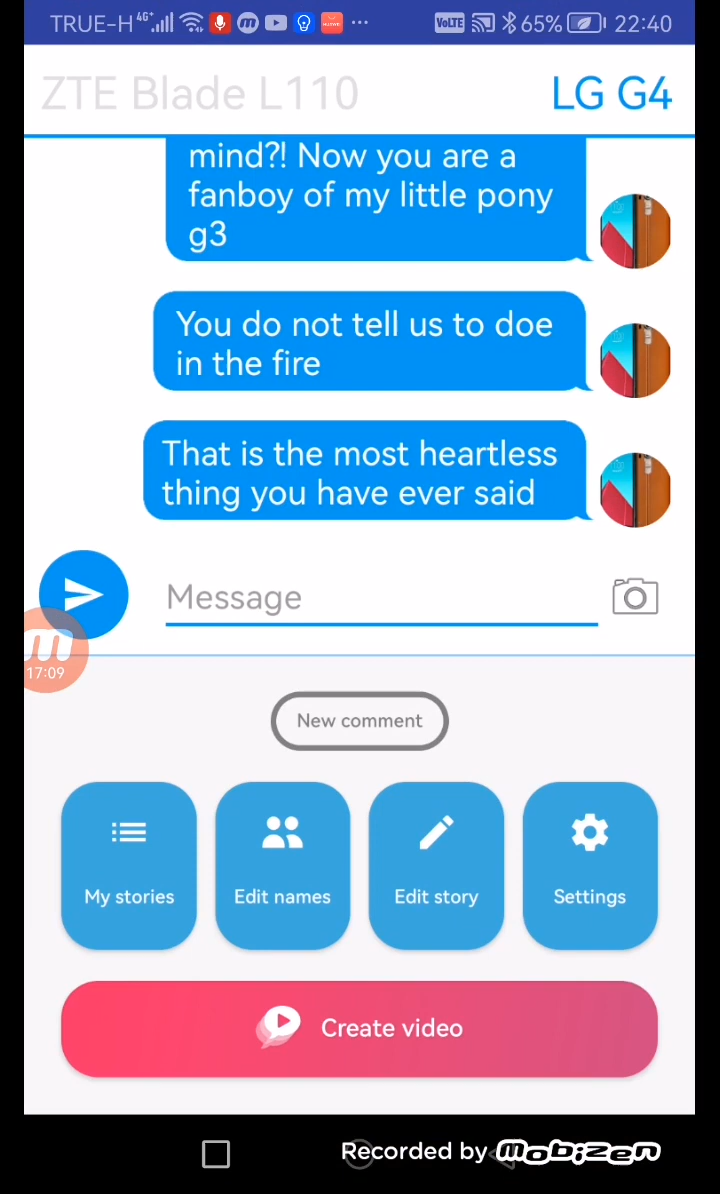 TRUE-H 4G+ VoLTE 65% 22:40
ZTE Blade L110 LG G4
mind?! Now you are a
fanboy of my little pony
g3
You do not tell us to doe
in the fire
That is the most heartless
thing you have ever said
Message
m
17:09
New comment
My stories Edit names Edit story Settings
Create video
Recorded by Mobizen